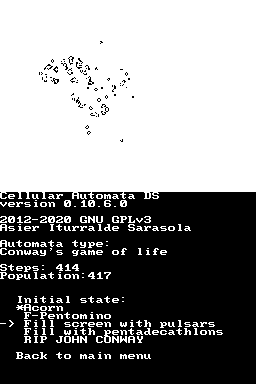 Cellular Automata DS
version 0.10.6.0
2012-2020 GNU GPLv3
Asier Iturralde Sarasola
Automata type:
Conway's game of life
Steps: 414
Population:417
Initial state:
*Acorn
F-Pentomino
-> Fill screen with pulsars
Fill with pentadecathlons
RIP JOHN CONWAY
Back to main menu